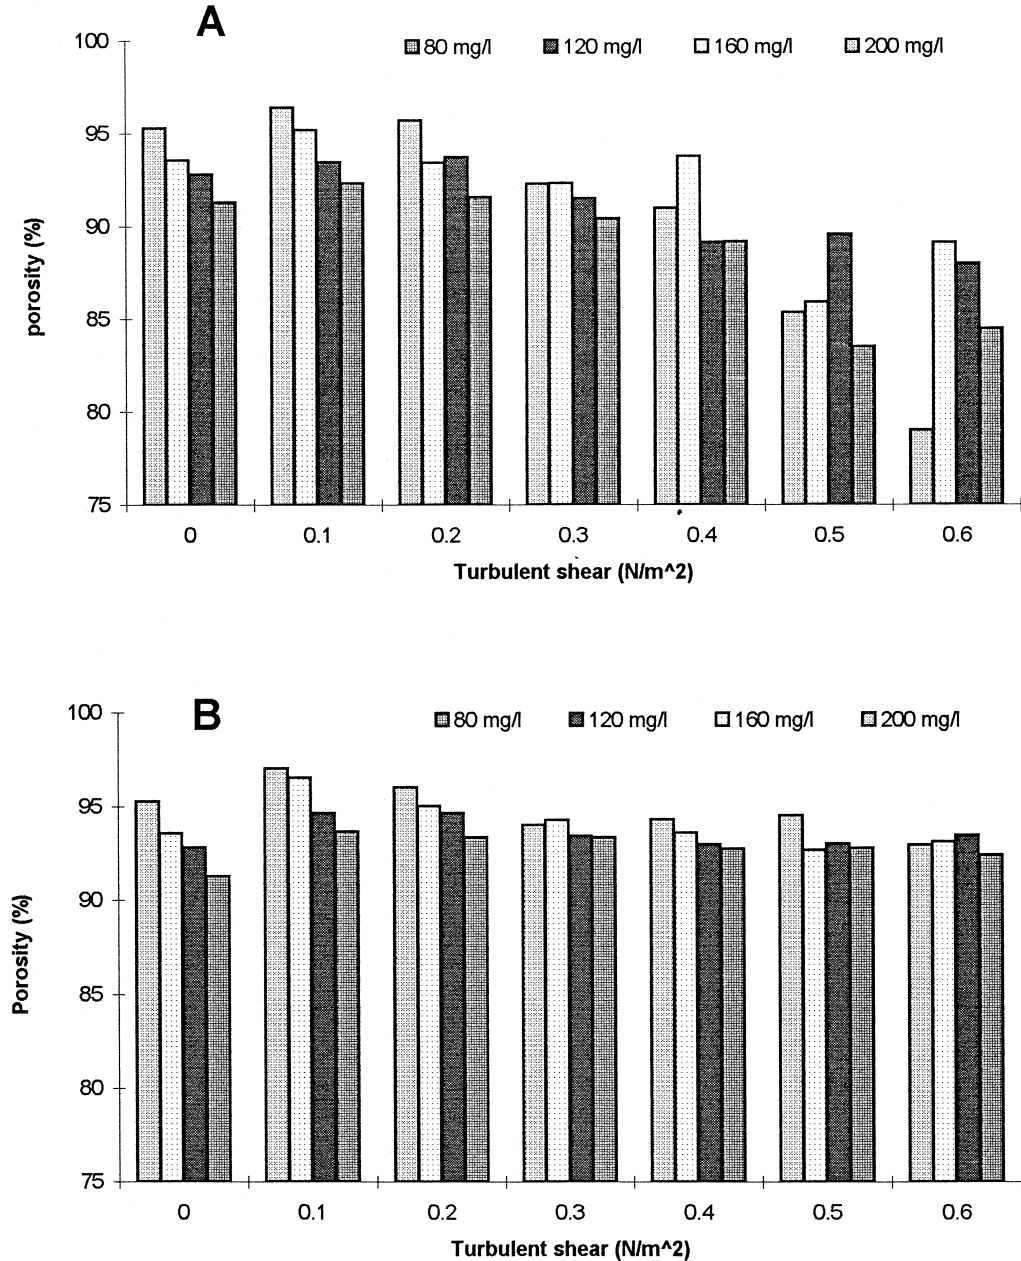 A
100
80 mg/l 120 mg/l 160 mg/l 200 mg/l
95
90
85
80
75
porosity (%)
0 0.1 0.2 0.3 0.4 0.5 0.6
Turbulent shear (N/m^2)
B
100
80 mg/l 120 mg/l 160 mg/l 200 mg/l
95
90
85
80
75
Porosity (%)
0 0.1 0.2 0.3 0.4 0.5 0.6
Turbulent shear (N/m^2)